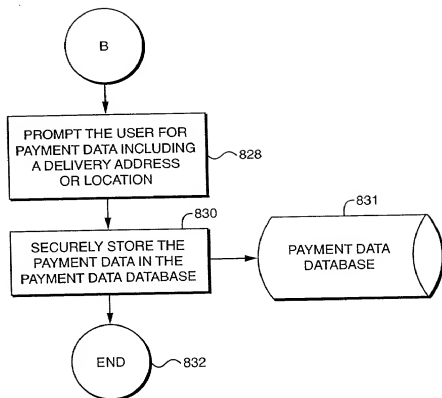 B
PROMPT THE USER FOR
PAYMENT DATA INCLUDING
A DELIVERY ADDRESS
OR LOCATION
828
830
831
SECURELY STORE THE
PAYMENT DATA IN THE
PAYMENT DATA DATABASE
PAYMENT DATA
DATABASE
END
832